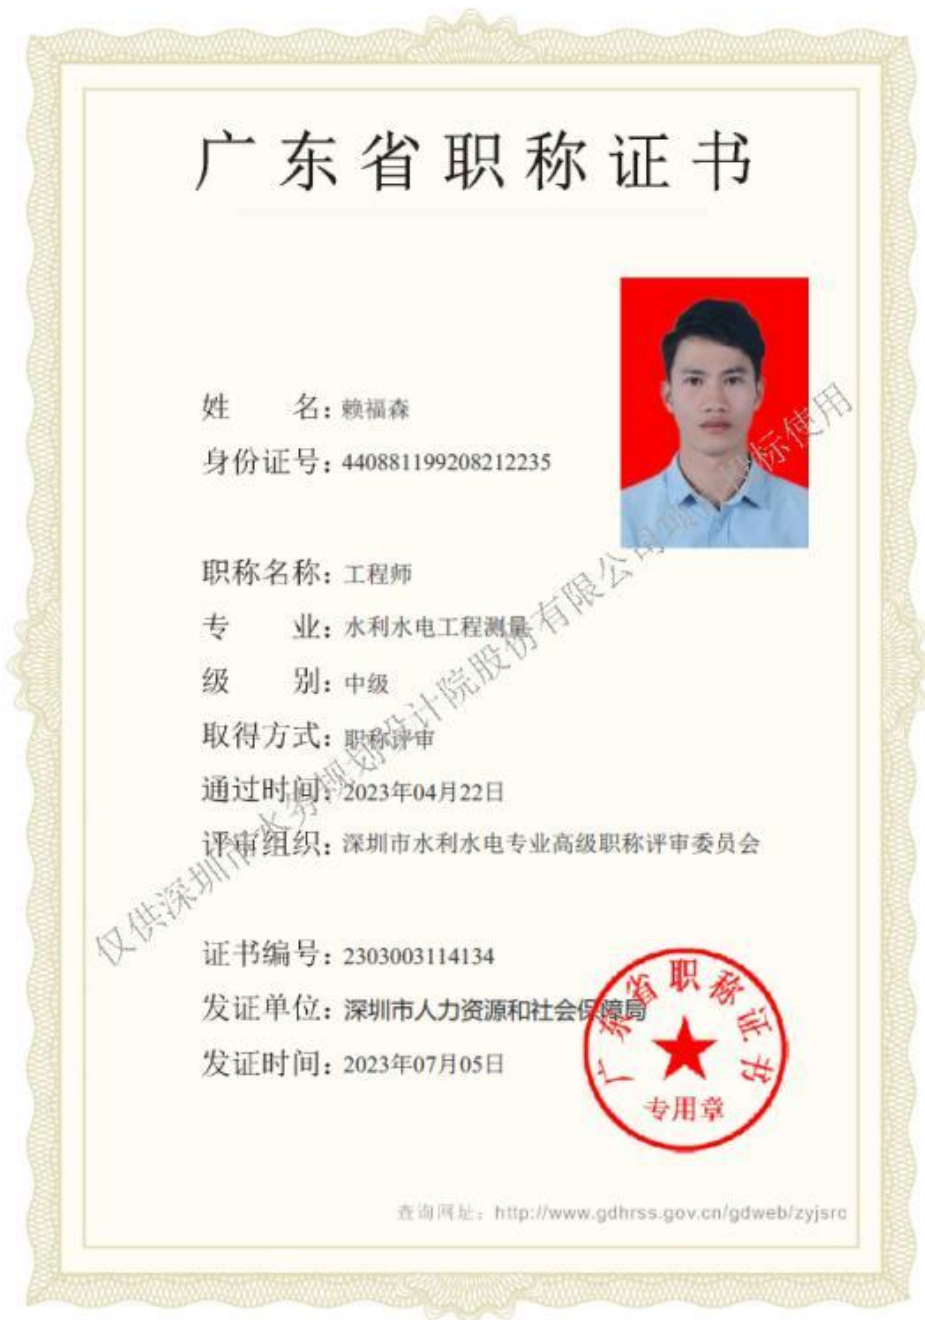 广东省职称证书
姓 名：赖福森
身份证号：440881199208212235
职称名称：工程师
专 业：水利水电工程测量
级 别：中级
取得方式：职称评审
通过时间：2023年04月22日
评审组织：深圳市水利水电专业高级职称评审委员会
证书编号：2303003114134
发证单位：深圳市人力资源和社会保障局
发证时间：2023年07月05日
广东省职称证书
专用章
查询网址：http://www.gdhrss.gov.cn/gdweb/zyjsrc
仅供深圳市水务规划设计院股份有限公司 投标使用